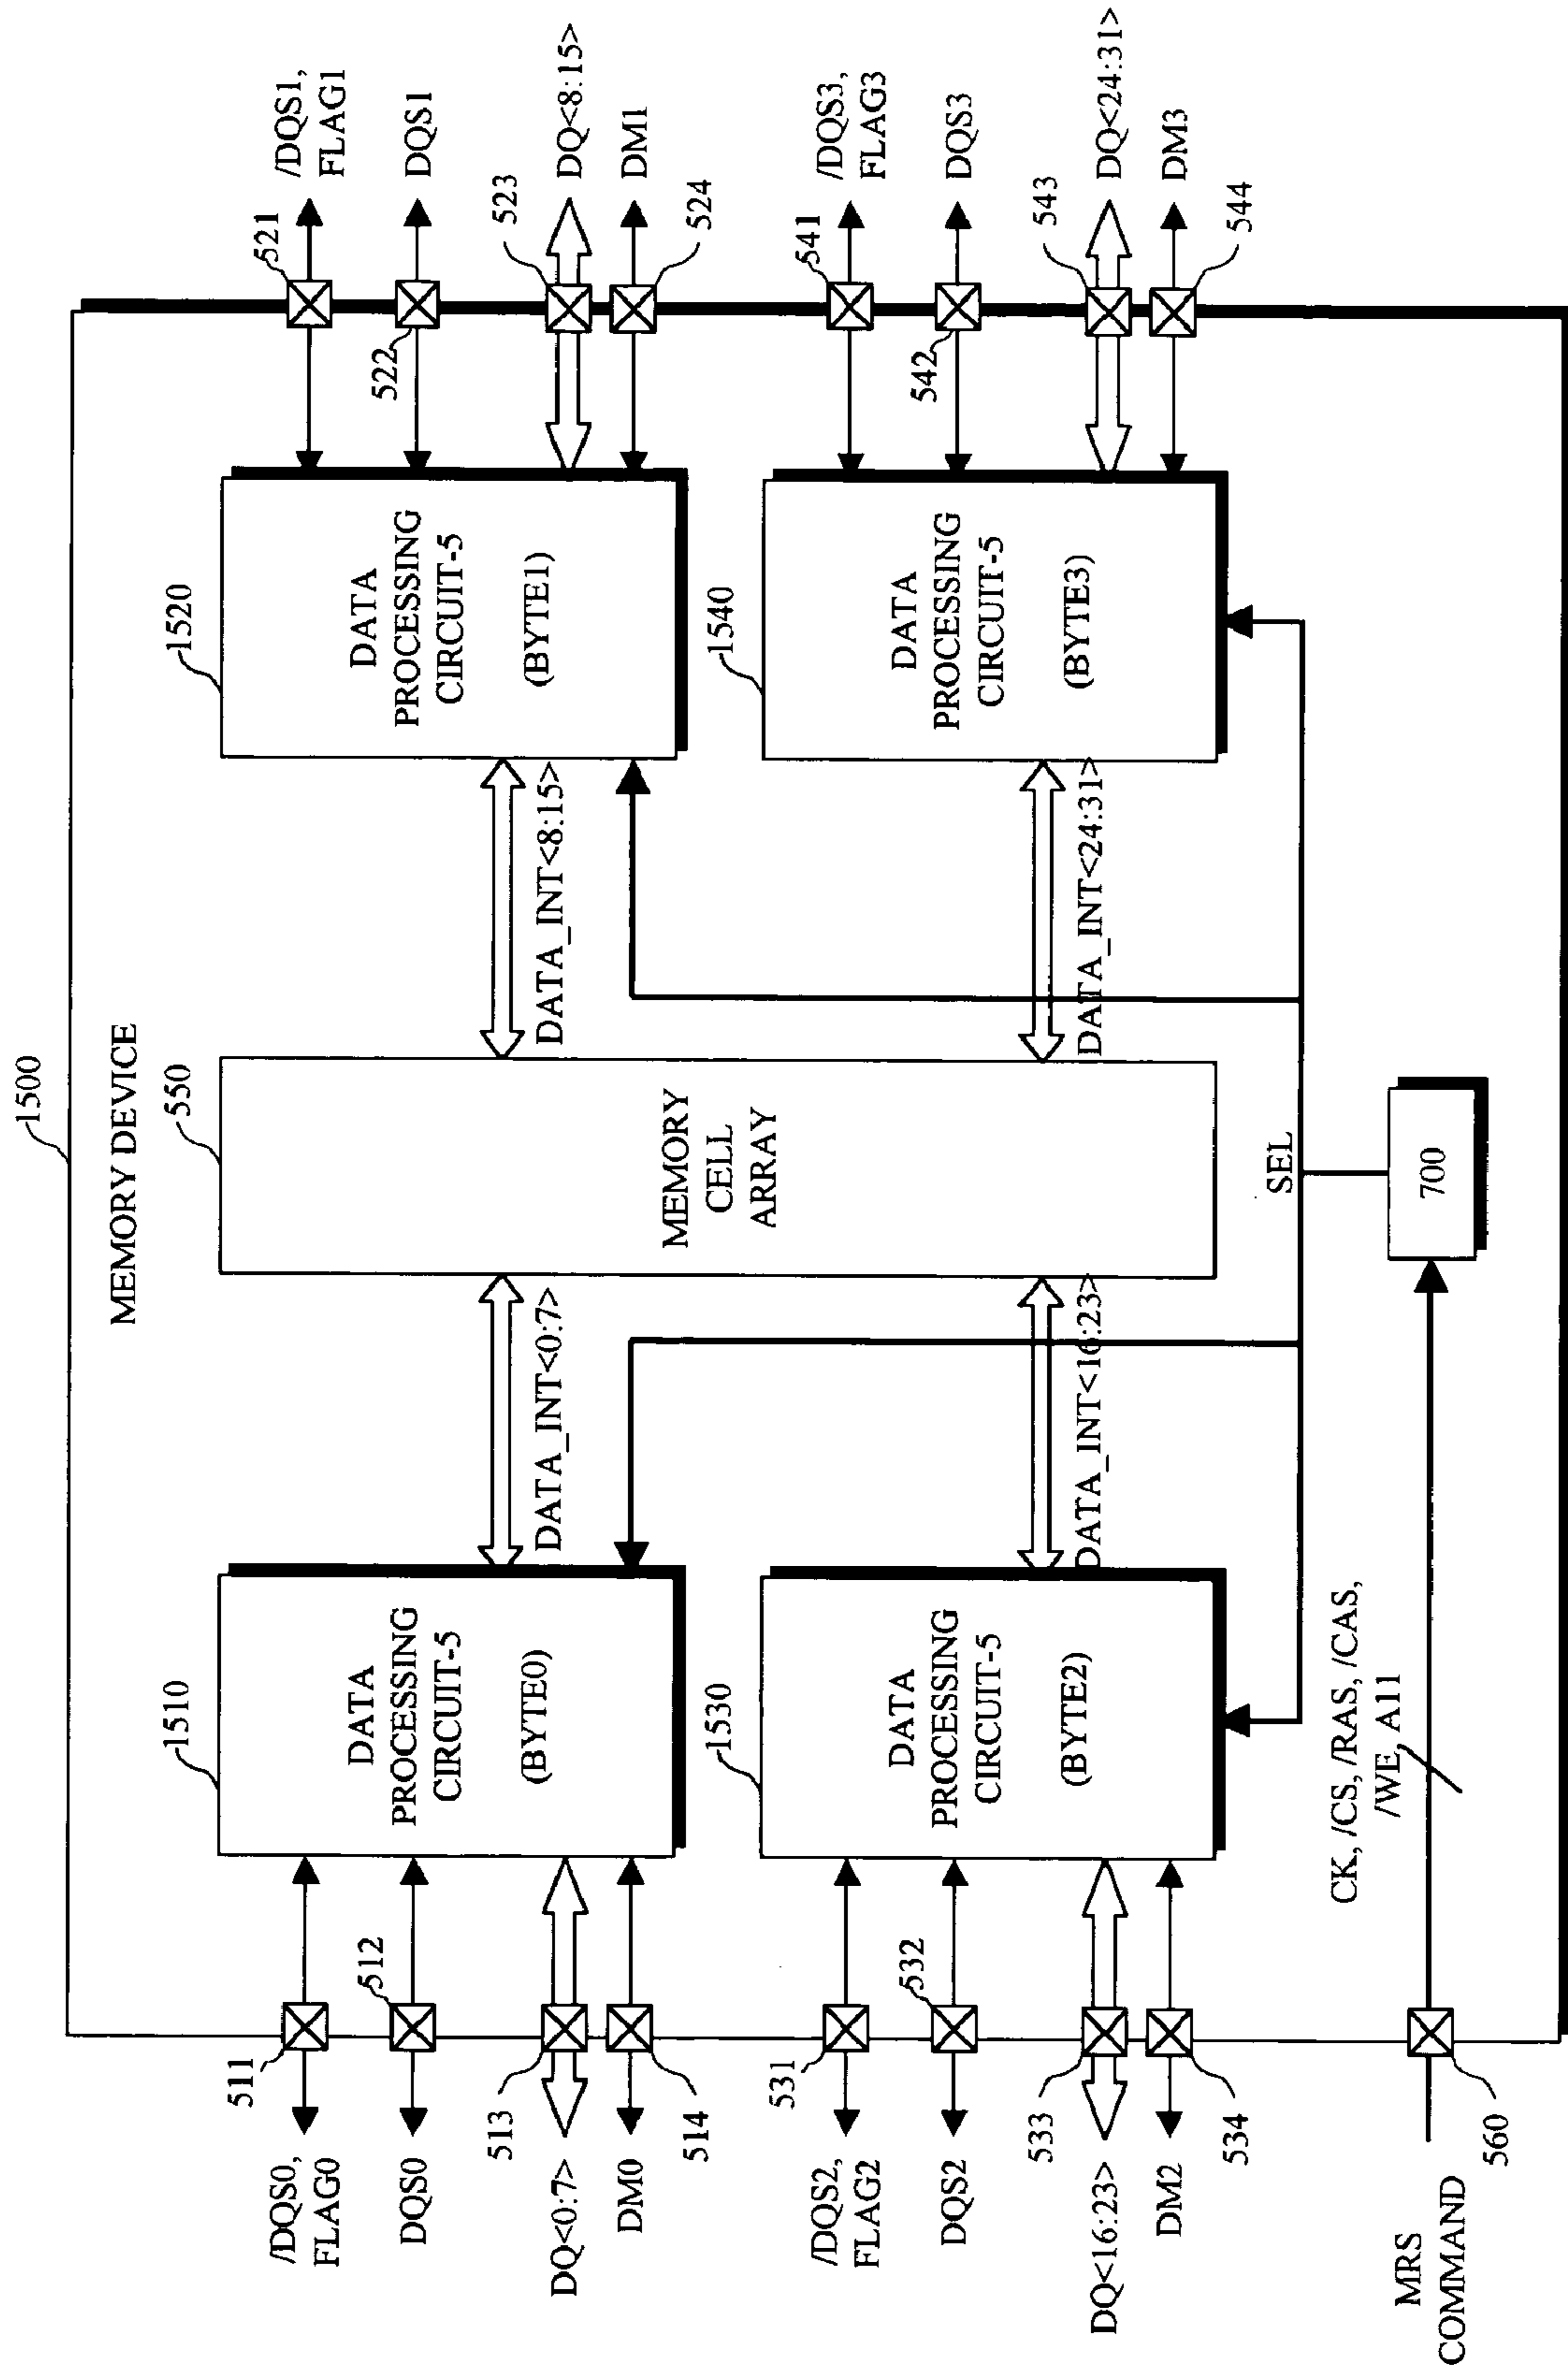 1500
MEMORY DEVICE
/DQS0,
FLAG0
511
DQS0
512
513
DQ<0:7>
DM0
514
1510
DATA
PROCESSING
CIRCUIT-5
(BYTE0)
DATA_INT<0:7>
550
MEMORY
CELL
ARRAY
DATA_INT<8:15>
1520
DATA
PROCESSING
CIRCUIT-5
(BYTE1)
521
/DQS1,
FLAG1
522
DQS1
523
DQ<8:15>
DM1
524
/DQS2,
FLAG2
531
DQS2
532
533
DQ<16:23>
DM2
534
1530
DATA
PROCESSING
CIRCUIT-5
(BYTE2)
DATA_INT<16:23>
DATA_INT<24:31>
1540
DATA
PROCESSING
CIRCUIT-5
(BYTE3)
541
/DQS3,
FLAG3
542
DQS3
543
DQ<24:31>
DM3
544
SEL
MRS
COMMAND
560
CK, /CS, /RAS, /CAS,
/WE, A11
700